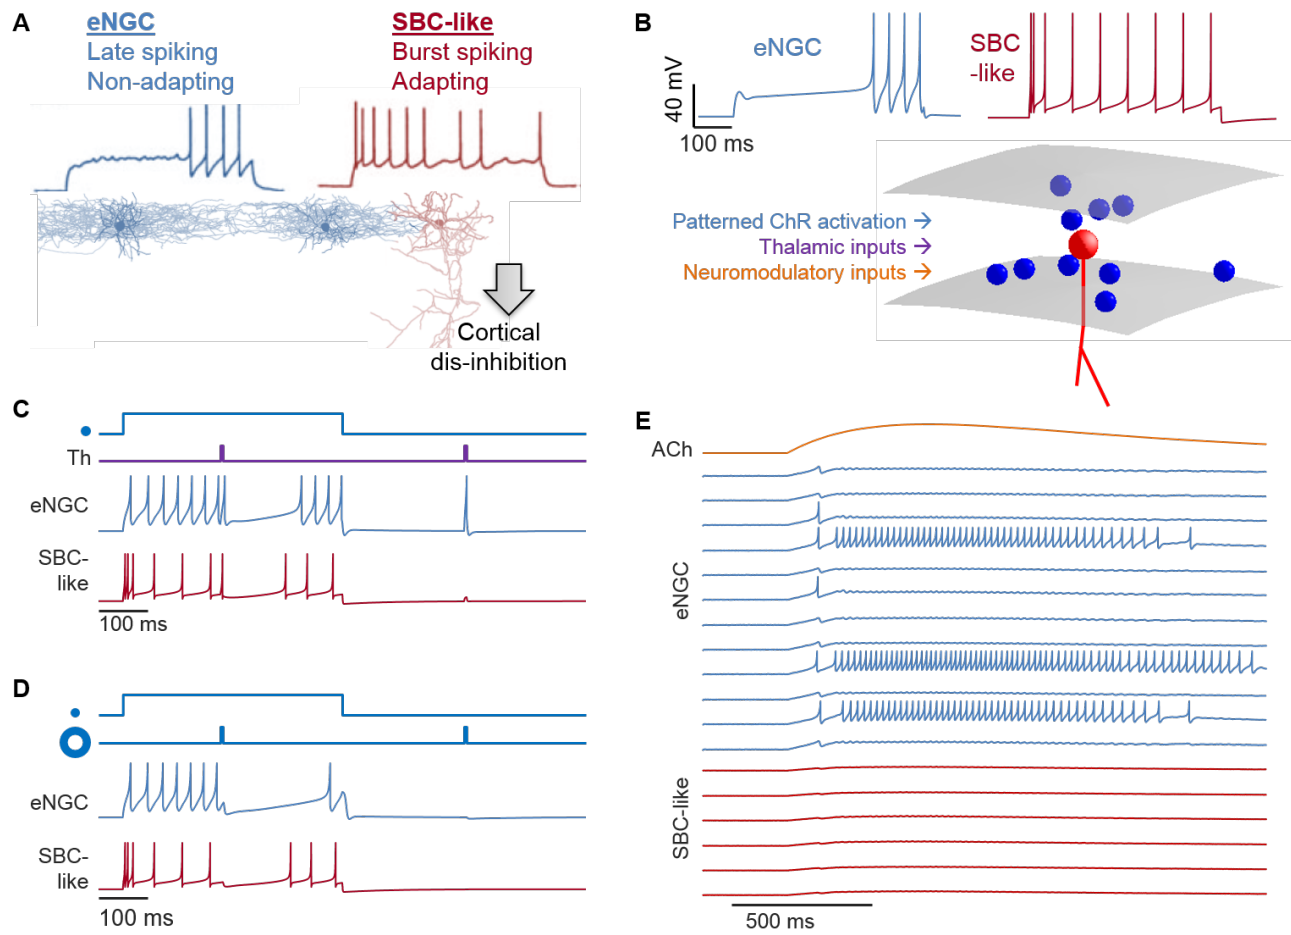 A
eNGC
Late spiking
Non-adapting
SBC-like
Burst spiking
Adapting
Cortical
dis-inhibition
B
40 mV
100 ms
eNGC
SBC
-like
Patterned ChR activation →
Thalamic inputs →
Neuromodulatory inputs →
C
Th
eNGC
SBC-
like
100 ms
D
eNGC
SBC-
like
100 ms
E
ACh
eNGC
SBC-like
500 ms